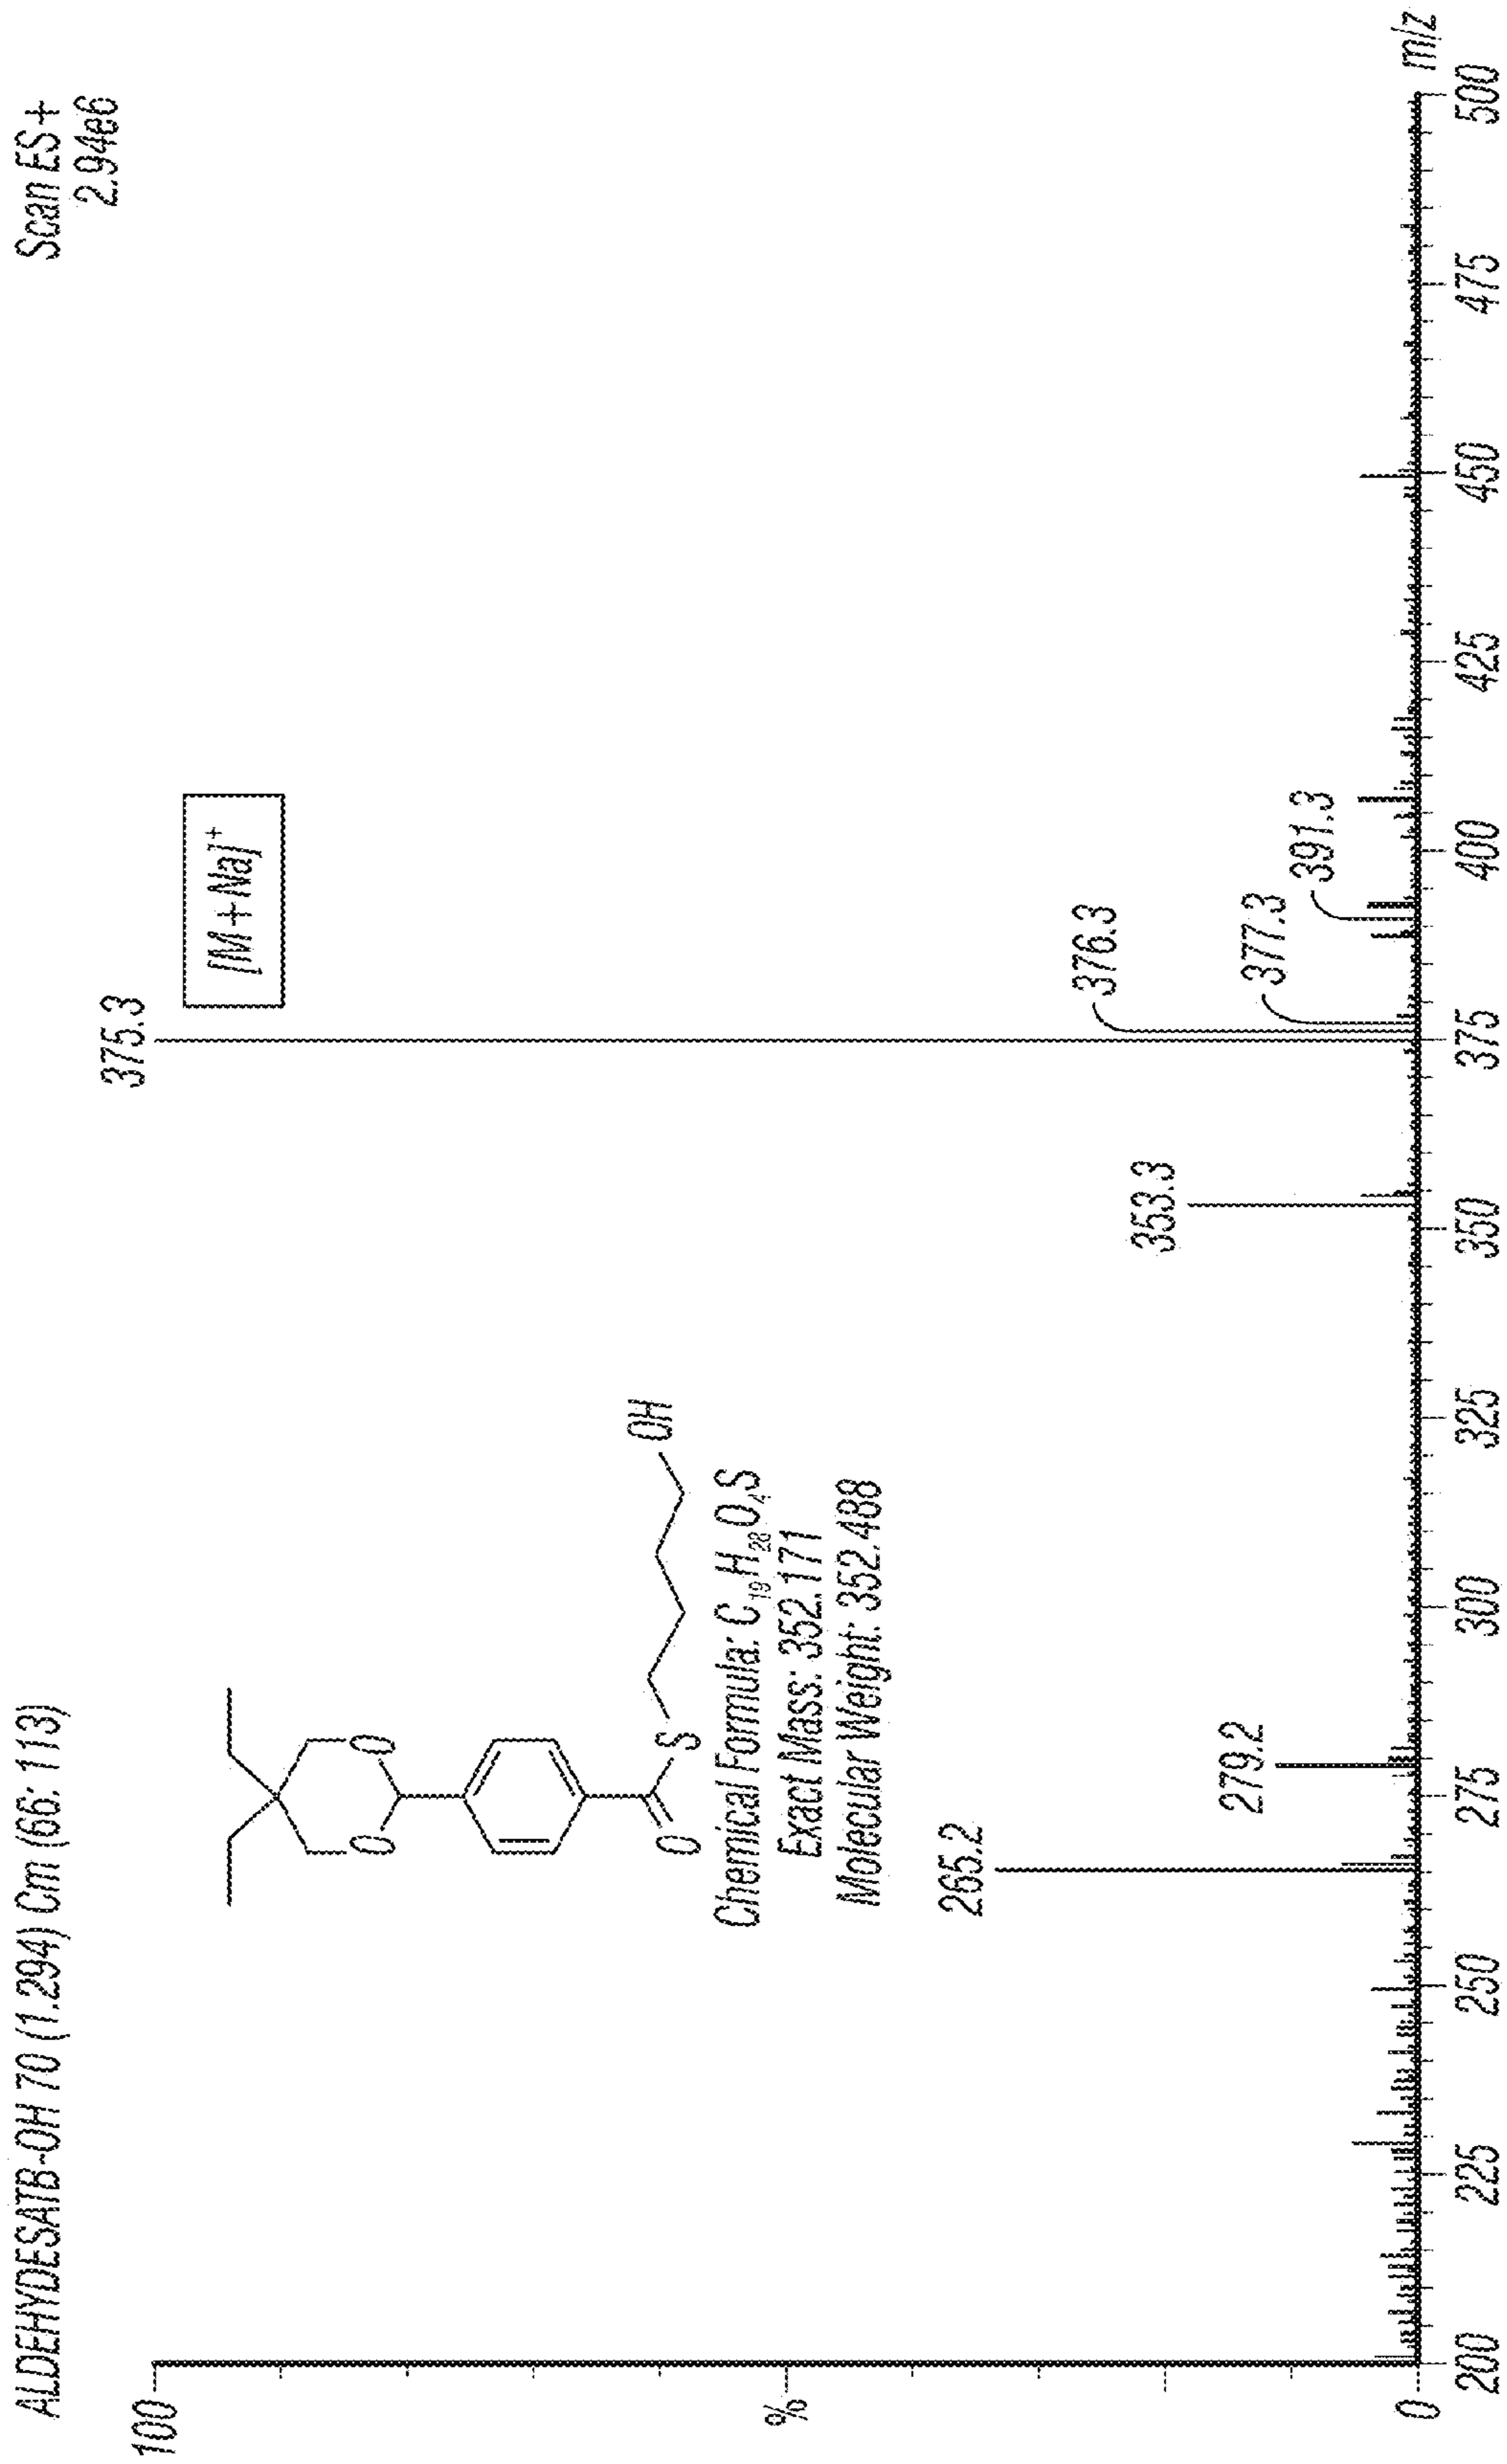 ALDEHYDESATB-OH 70 (1.294) Cm (66: 113)
Scan ES+
2.94e6
100
%
0
375.3
[M+Na]⁺
376.3
377.3
391.3
353.3
279.2
265.2
O
O
O
S
OH
Chemical Formula: C₁₉H₂₈O₄S
Exact Mass: 352.171
Molecular Weight: 352.488
200 225 250 275 300 325 350 375 400 425 450 475 500
m/z